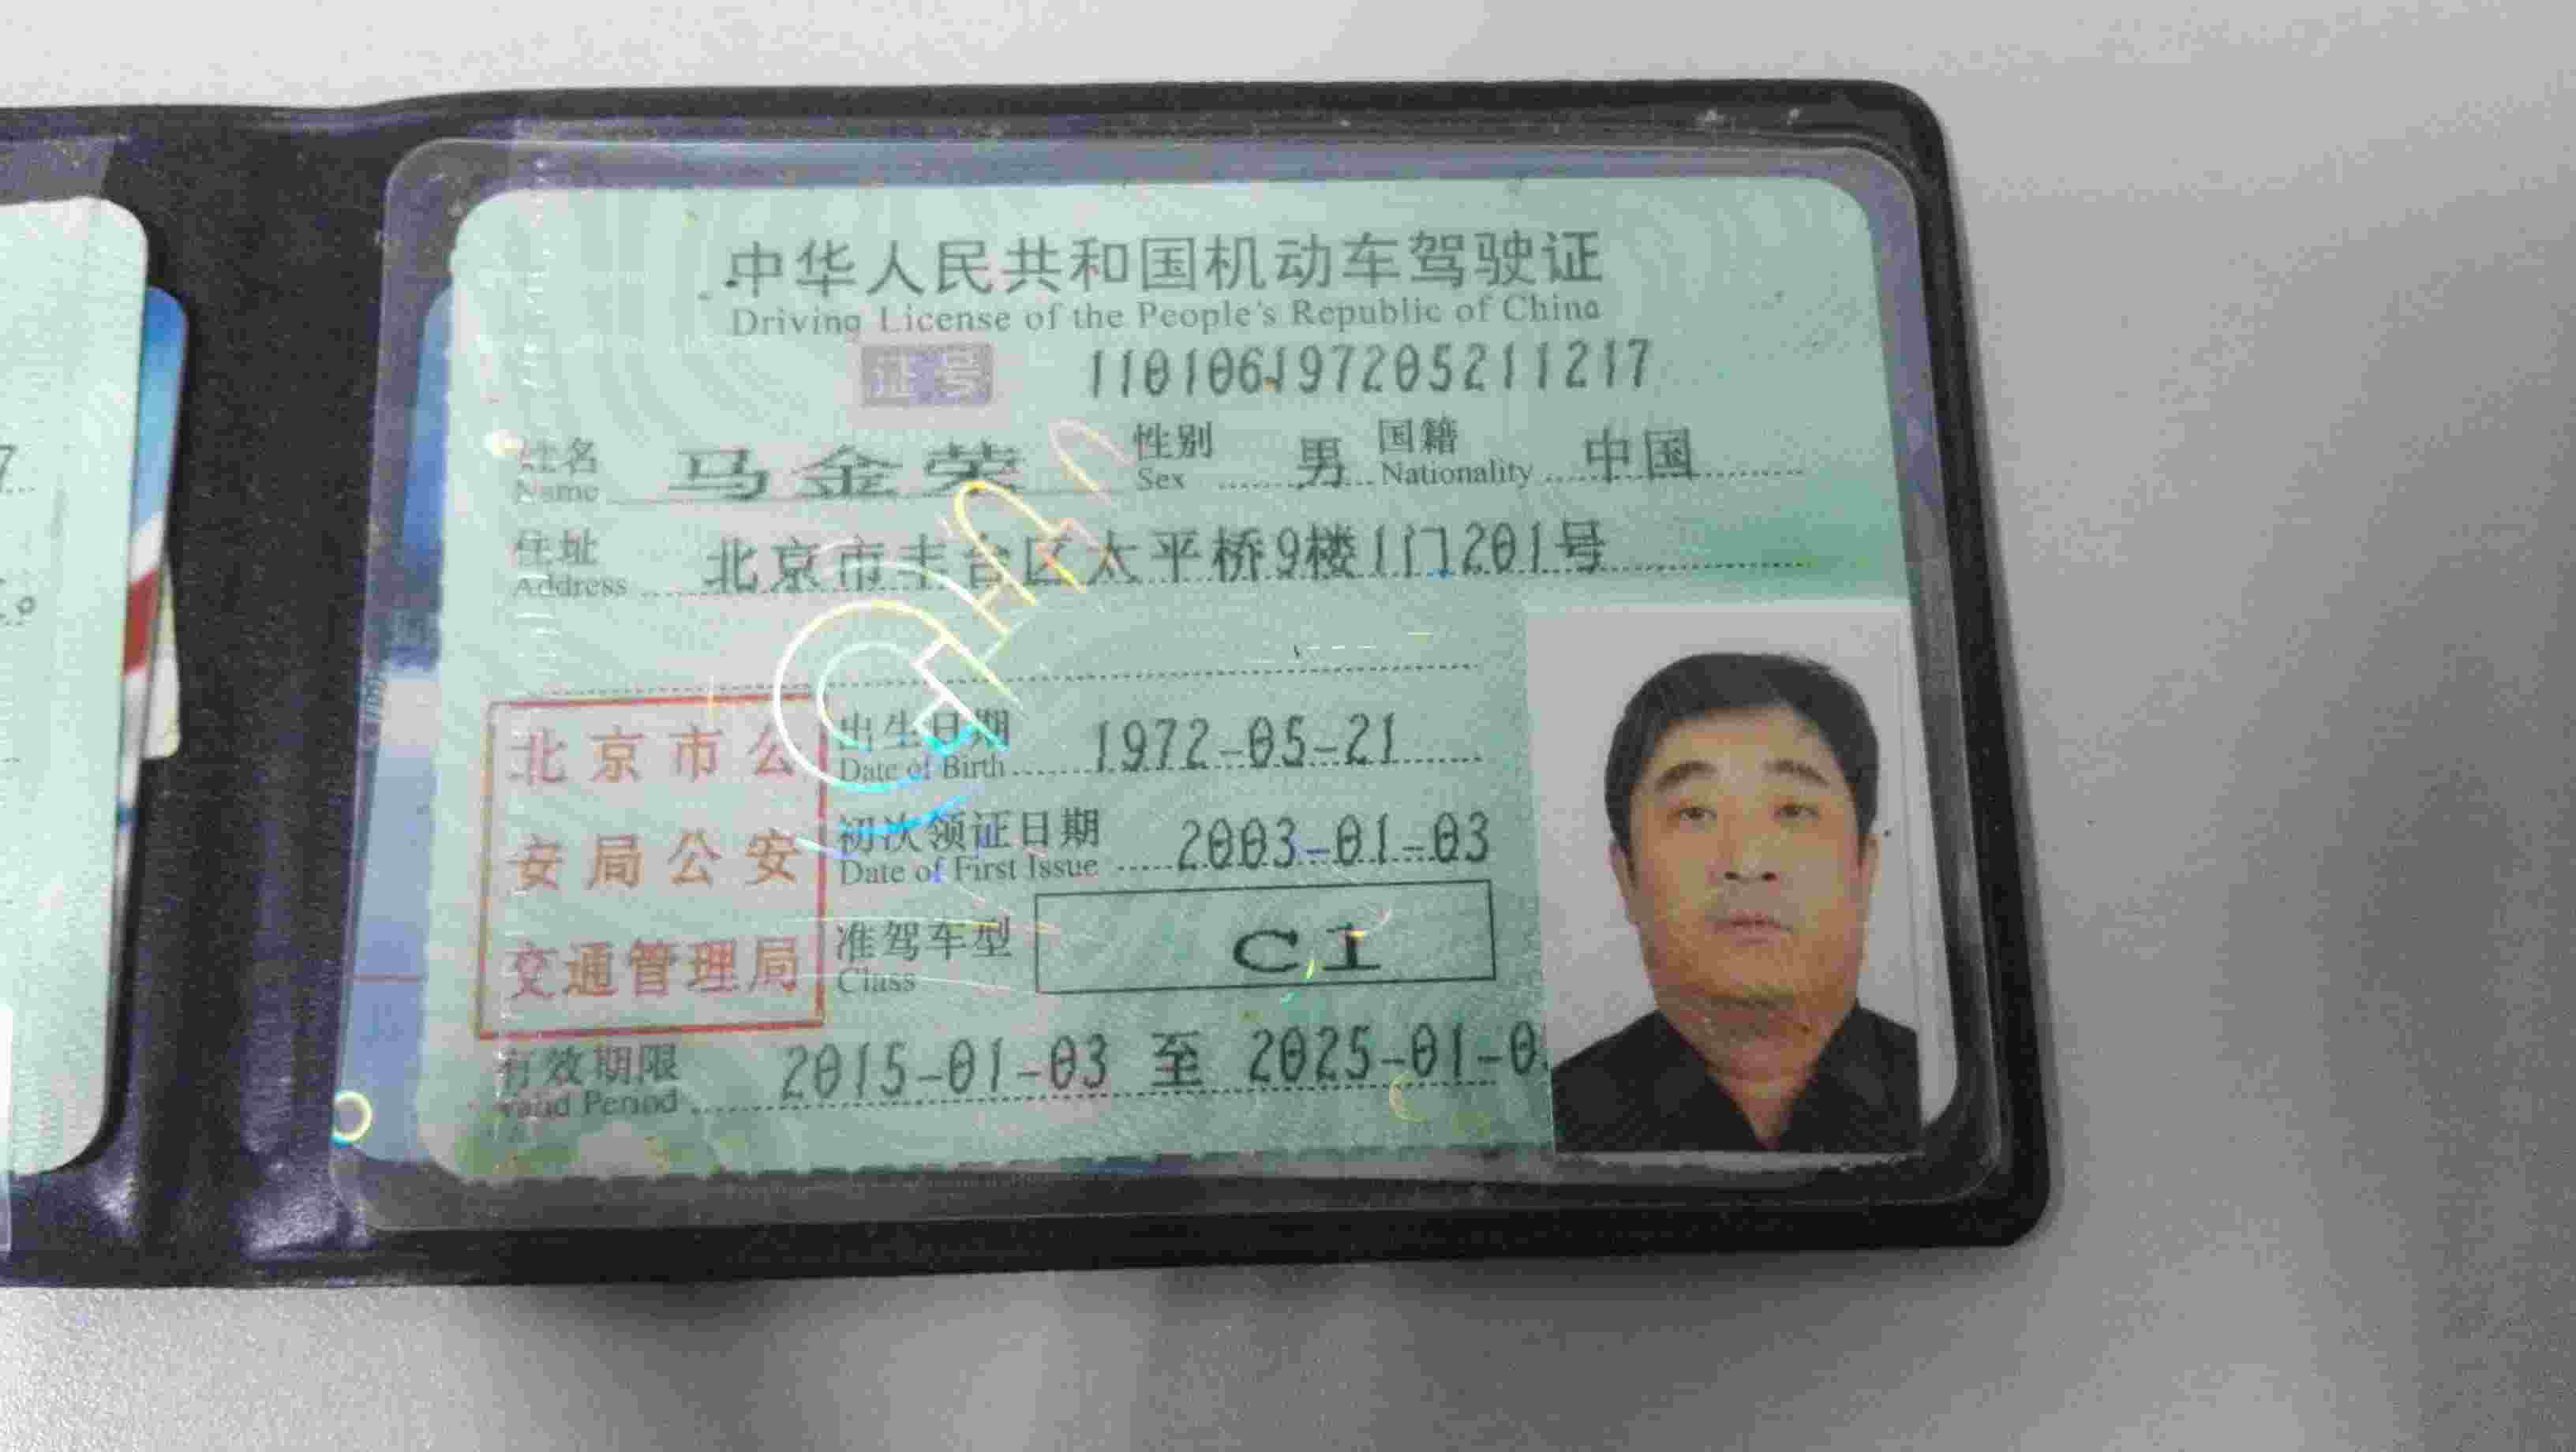 中华人民共和国机动车驾驶证
Driving License of the People's Republic of China
证号 110106197205211217
姓名 马金荣 性别 男 国籍 中国
Name Sex Nationality
住址 北京市丰台区太平桥9楼1门201号
Address
北京市公
安局公安
交通管理局
出生日期 1972-05-21
Date of Birth
初次领证日期 2003-01-03
Date of First Issue
准驾车型 C1
Class
有效期限 2015-01-03 至 2025-01-0
Valid Period